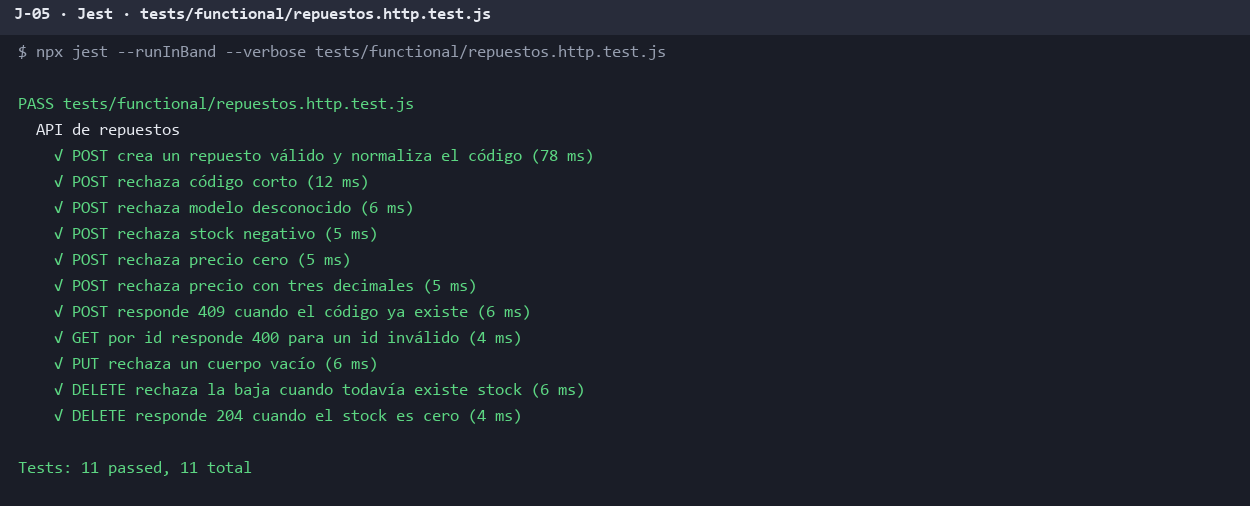 J-05 · Jest · tests/functional/repuestos.http.test.js
$ npx jest --runInBand --verbose tests/functional/repuestos.http.test.js
PASS tests/functional/repuestos.http.test.js
API de repuestos
√ POST crea un repuesto válido y normaliza el código (78 ms)
√ POST rechaza código corto (12 ms)
√ POST rechaza modelo desconocido (6 ms)
√ POST rechaza stock negativo (5 ms)
√ POST rechaza precio cero (5 ms)
√ POST rechaza precio con tres decimales (5 ms)
√ POST responde 409 cuando el código ya existe (6 ms)
√ GET por id responde 400 para un id inválido (4 ms)
√ PUT rechaza un cuerpo vacío (6 ms)
√ DELETE rechaza la baja cuando todavía existe stock (6 ms)
√ DELETE responde 204 cuando el stock es cero (4 ms)
Tests: 11 passed, 11 total